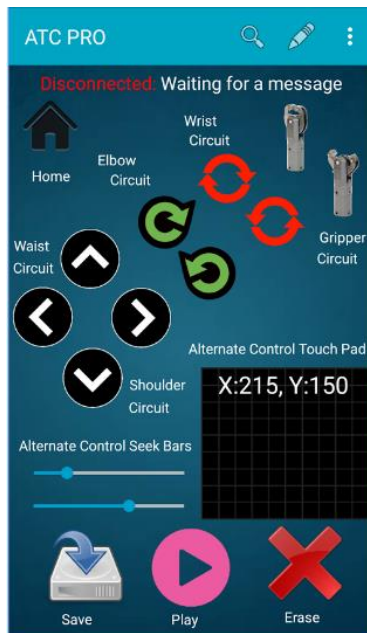 ATC PRO
Disconnected: Waiting for a message
Wrist
Circuit
Elbow
Circuit
Home
Gripper
Circuit
Waist
Circuit
Alternate Control Touch Pad
Shoulder
Circuit
X:215, Y:150
Alternate Control Seek Bars
Save
Play
Erase